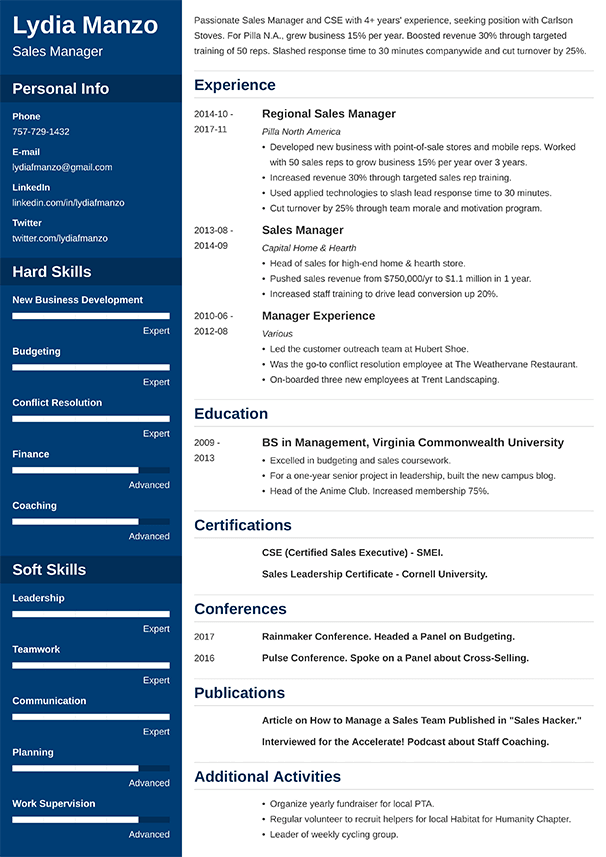 Lydia Manzo
Sales Manager
Personal Info
Phone
757-729-1432
E-mail
lydiafmanzo@gmail.com
LinkedIn
linkedin.com/in/lydiafmanzo
Twitter
twitter.com/lydiafmanzo
Hard Skills
New Business Development
Expert
Budgeting
Expert
Conflict Resolution
Expert
Finance
Advanced
Coaching
Advanced
Soft Skills
Leadership
Expert
Teamwork
Expert
Communication
Expert
Planning
Advanced
Work Supervision
Advanced
Passionate Sales Manager and CSE with 4+ years' experience, seeking position with Carlson
Stoves. For Pilla N.A., grew business 15% per year. Boosted revenue 30% through targeted
training of 50 reps. Slashed response time to 30 minutes companywide and cut turnover by 25%.
Experience
2014-10 -
2017-11
Regional Sales Manager
Pilla North America
• Developed new business with point-of-sale stores and mobile reps. Worked
with 50 sales reps to grow business 15% per year over 3 years.
• Increased revenue 30% through targeted sales rep training.
• Used applied technologies to slash lead response time to 30 minutes.
• Cut turnover by 25% through team morale and motivation program.
2013-08 -
2014-09
Sales Manager
Capital Home & Hearth
• Head of sales for high-end home & hearth store.
• Pushed sales revenue from $750,000/yr to $1.1 million in 1 year.
• Increased staff training to drive lead conversion up 20%.
2010-06 -
2012-08
Manager Experience
Various
• Led the customer outreach team at Hubert Shoe.
• Was the go-to conflict resolution employee at The Weathervane Restaurant.
• On-boarded three new employees at Trent Landscaping.
Education
2009 -
2013
BS in Management, Virginia Commonwealth University
• Excelled in budgeting and sales coursework.
• For a one-year senior project in leadership, built the new campus blog.
• Head of the Anime Club. Increased membership 75%.
Certifications
CSE (Certified Sales Executive) - SMEI.
Sales Leadership Certificate - Cornell University.
Conferences
2017 Rainmaker Conference. Headed a Panel on Budgeting.
2016 Pulse Conference. Spoke on a Panel about Cross-Selling.
Publications
Article on How to Manage a Sales Team Published in "Sales Hacker."
Interviewed for the Accelerate! Podcast about Staff Coaching.
Additional Activities
• Organize yearly fundraiser for local PTA.
• Regular volunteer to recruit helpers for local Habitat for Humanity Chapter.
• Leader of weekly cycling group.